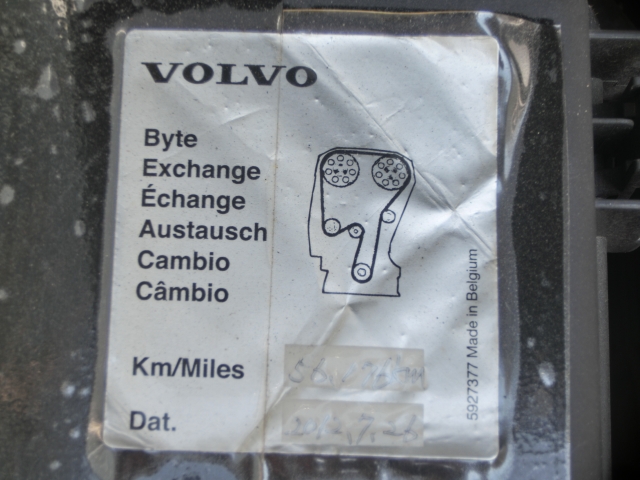 VOLVO
Byte
Exchange
Échange
Austausch
Cambio
Câmbio
Km/Miles
Dat.
5927377 Made in Belgium